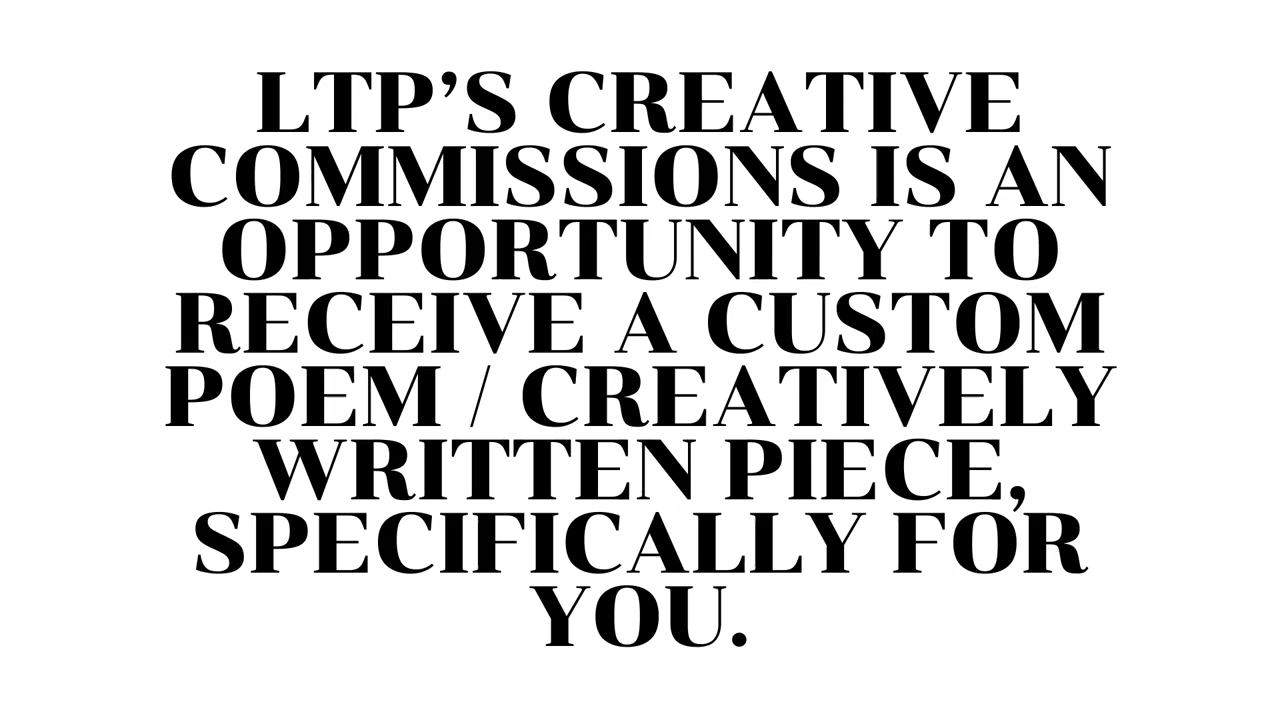 LTP’S CREATIVE
COMMISSIONS IS AN
OPPORTUNITY TO
RECEIVE A CUSTOM
POEM / CREATIVELY
WRITTEN PIECE,
SPECIFICALLY FOR
YOU.